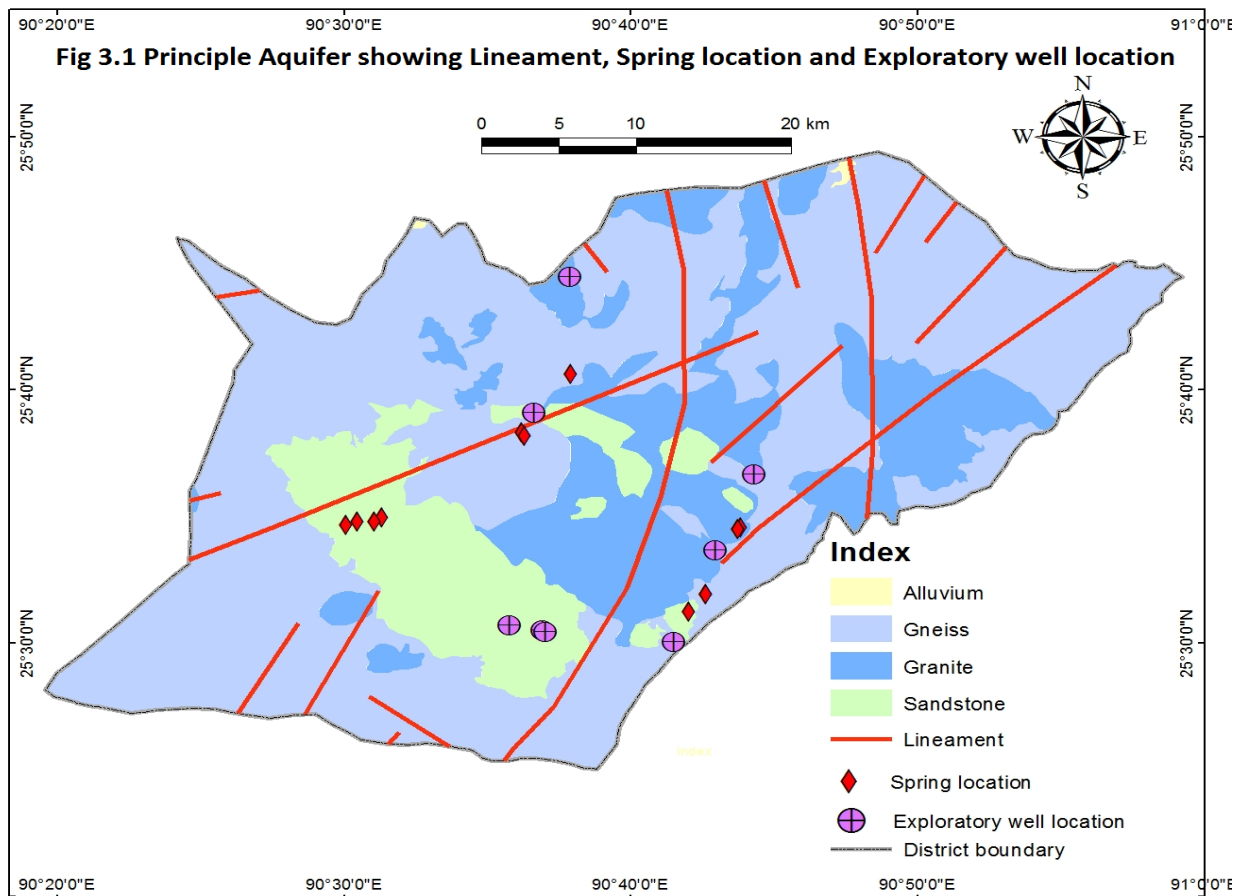 90°20'0"E 90°30'0"E 90°40'0"E 90°50'0"E 91°0'0"E
Fig 3.1 Principle Aquifer showing Lineament, Spring location and Exploratory well location
0 5 10 20 km
N
W E
S
25°50'0"N 25°50'0"N
25°40'0"N 25°40'0"N
25°30'0"N 25°30'0"N
Index
Alluvium
Gneiss
Granite
Sandstone
Lineament
Spring location
Exploratory well location
District boundary
Index
90°20'0"E 90°30'0"E 90°40'0"E 90°50'0"E 91°0'0"E